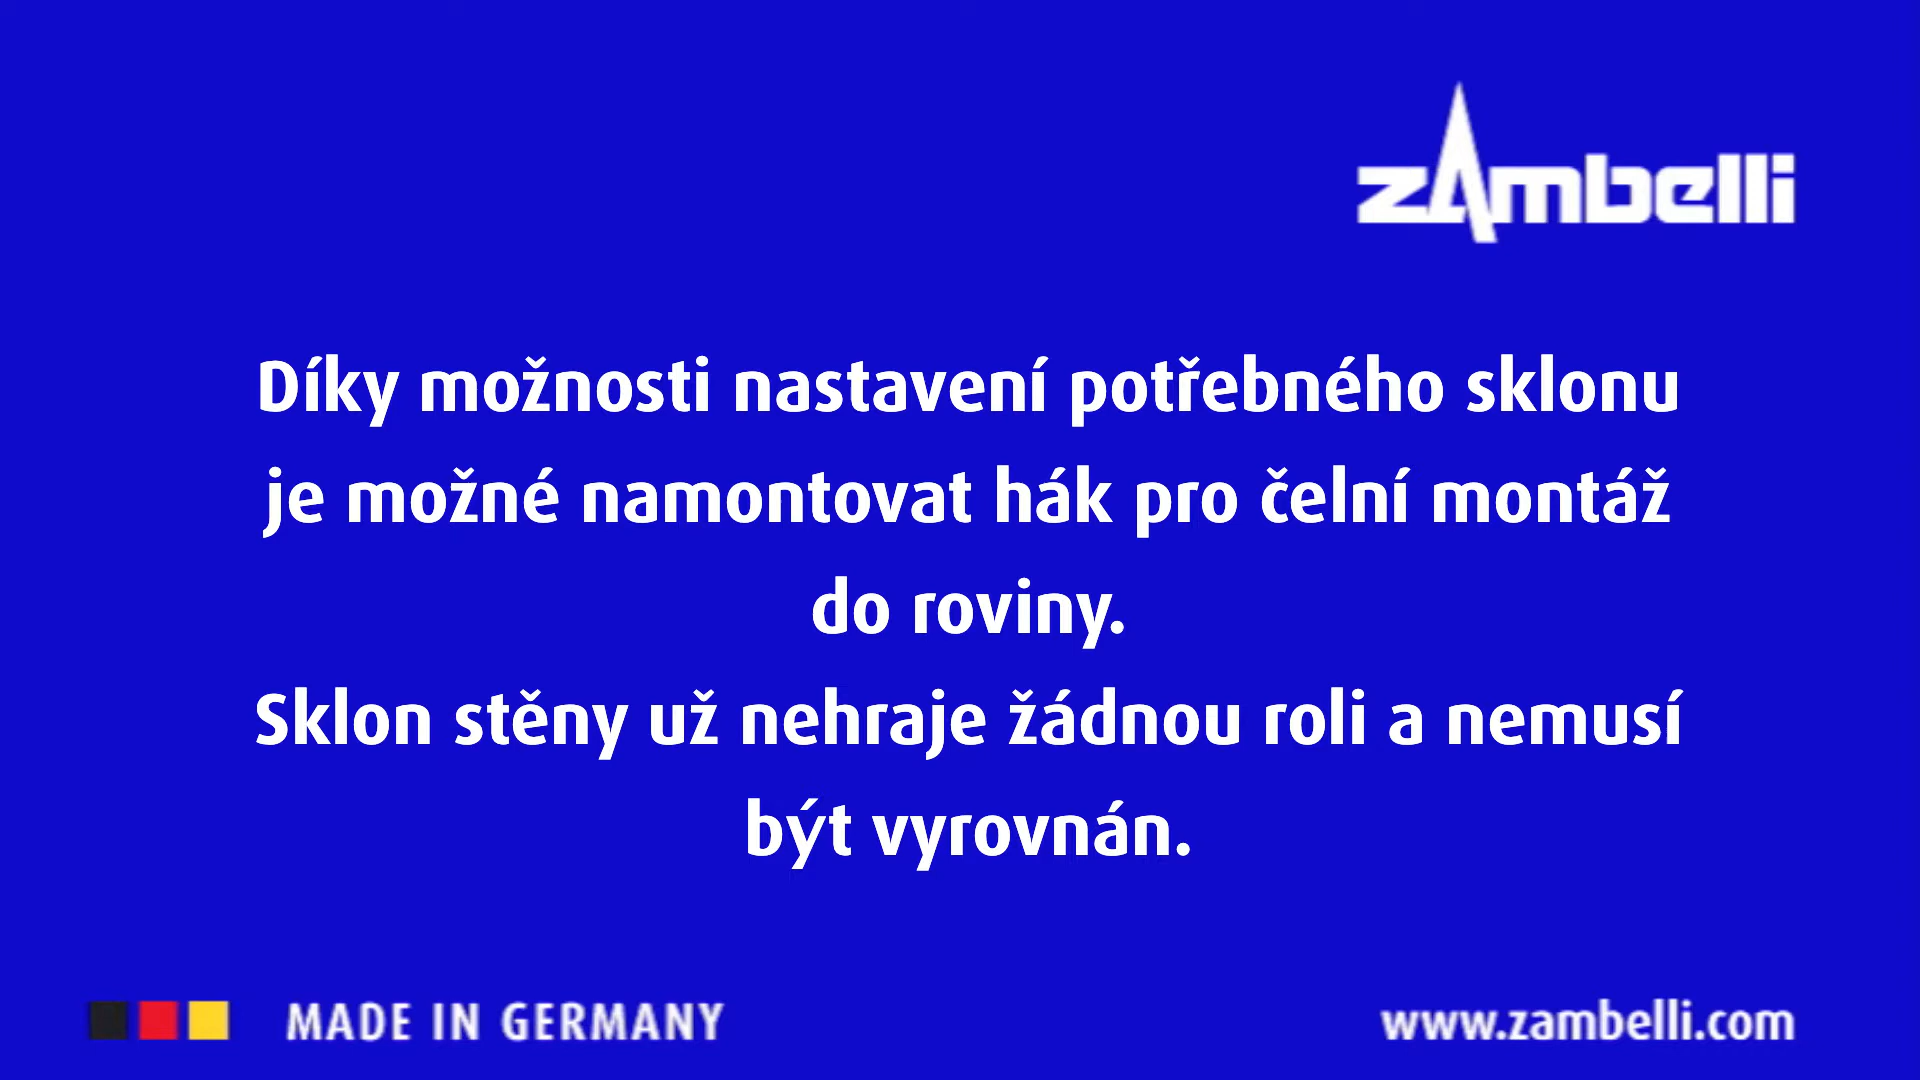 zambelli
Díky možnosti nastavení potřebného sklonu
je možné namontovat hák pro čelní montáž
do roviny.
Sklon stěny už nehraje žádnou roli a nemusí
být vyrovnán.
MADE IN GERMANY
www.zambelli.com